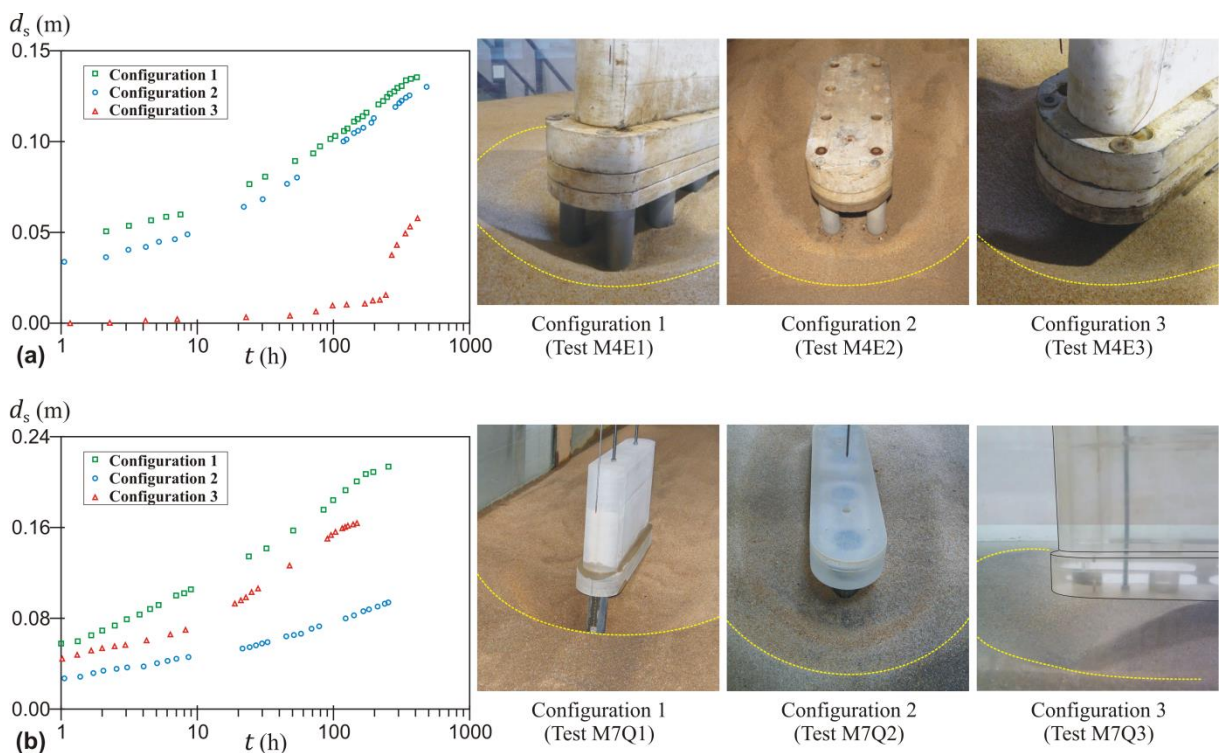 d_s (m)
0.15
0.10
0.05
0.00
Configuration 1
Configuration 2
Configuration 3
1
10
100
1000
t (h)
(a)
Configuration 1
(Test M4E1)
Configuration 2
(Test M4E2)
Configuration 3
(Test M4E3)
d_s (m)
0.24
0.16
0.08
0.00
Configuration 1
Configuration 2
Configuration 3
1
10
100
1000
t (h)
(b)
Configuration 1
(Test M7Q1)
Configuration 2
(Test M7Q2)
Configuration 3
(Test M7Q3)